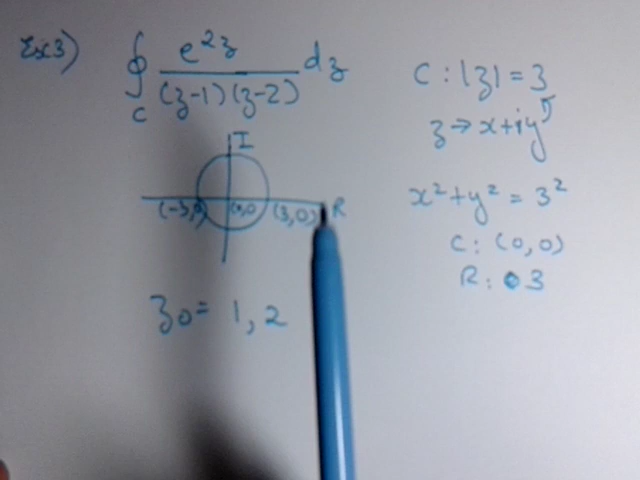 Ex3) ∮C e^2z / (z-1)(z-2) dz
C : |z| = 3
z → x+iy
x² + y² = 3²
C : (0,0)
R : 3
I
(-3,0) (0,0) (3,0) R
z0 = 1, 2